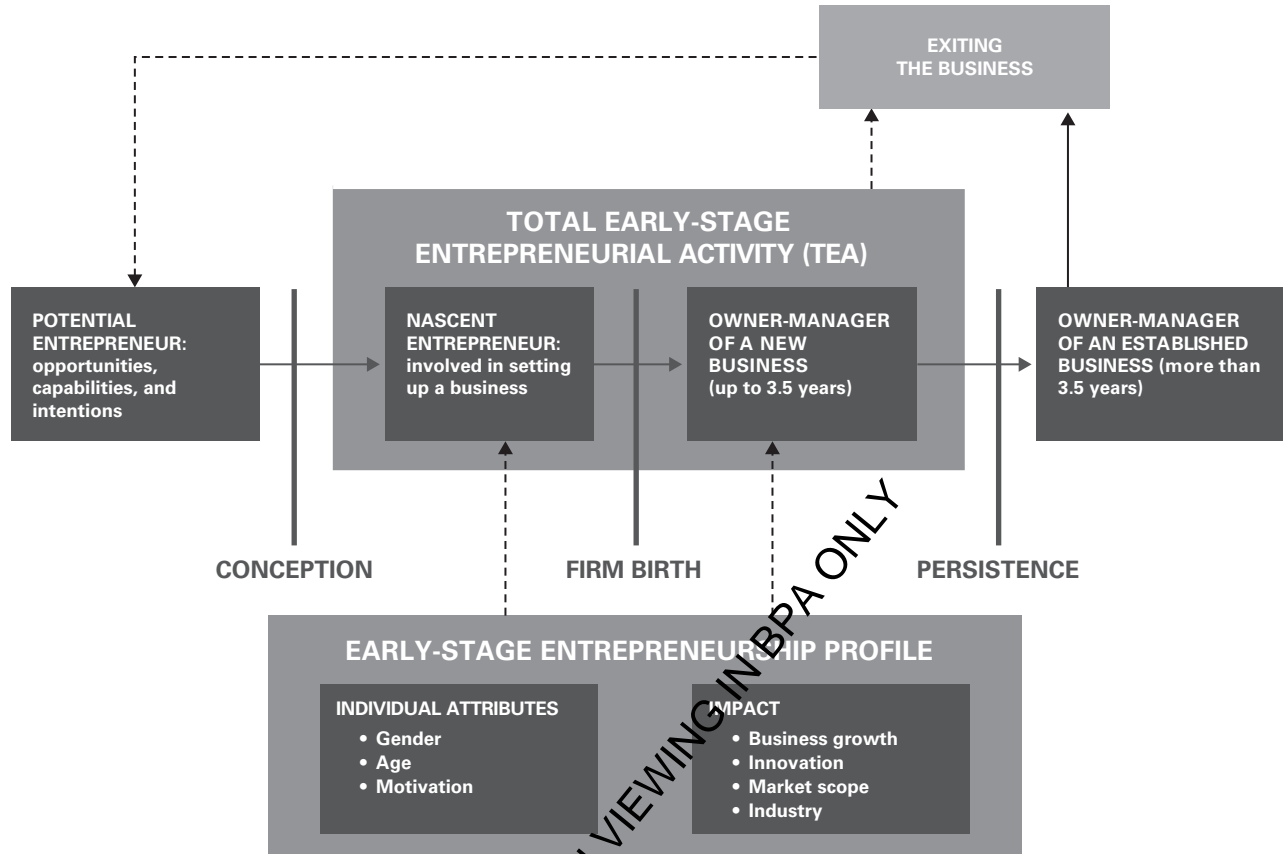 EXITING
THE BUSINESS
TOTAL EARLY-STAGE
ENTREPRENEURIAL ACTIVITY (TEA)
POTENTIAL
ENTREPRENEUR:
opportunities,
capabilities, and
intentions
NASCENT
ENTREPRENEUR:
involved in setting
up a business
OWNER-MANAGER
OF A NEW
BUSINESS
(up to 3.5 years)
OWNER-MANAGER
OF AN ESTABLISHED
BUSINESS (more than
3.5 years)
CONCEPTION
FIRM BIRTH
PERSISTENCE
EARLY-STAGE ENTREPRENEURSHIP PROFILE
INDIVIDUAL ATTRIBUTES
• Gender
• Age
• Motivation
IMPACT
• Business growth
• Innovation
• Market scope
• Industry
VIEWING IN BPA ONLY